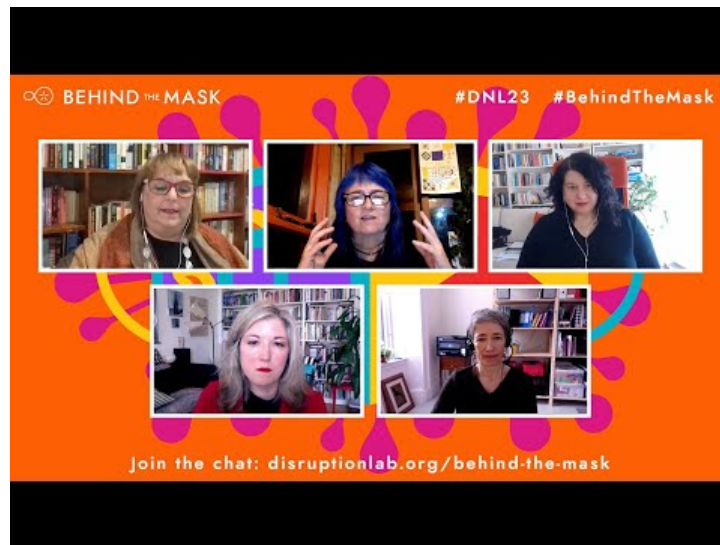 BEHIND THE MASK
#DNL23 #BehindTheMask
Join the chat: disruptionlab.org/behind-the-mask